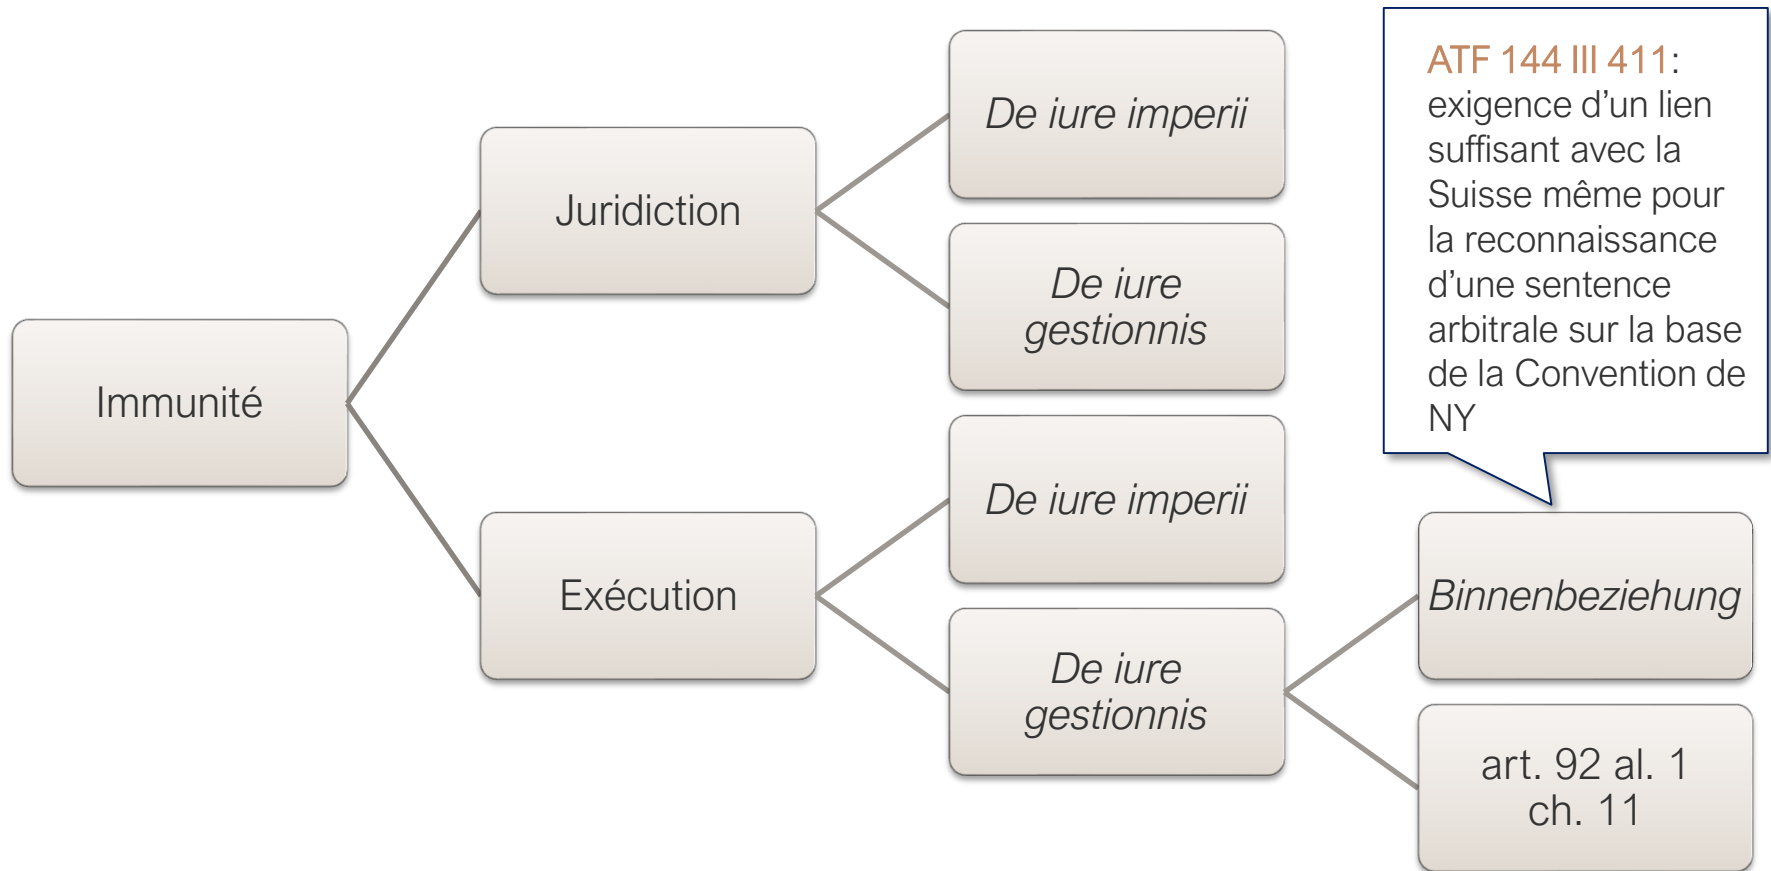 Immunité
Juridiction
De iure imperii
De iure
gestionnis
Exécution
De iure imperii
De iure
gestionnis
ATF 144 III 411:
exigence d’un lien
suffisant avec la
Suisse même pour
la reconnaissance
d’une sentence
arbitrale sur la base
de la Convention de
NY
Binnenbeziehung
art. 92 al. 1
ch. 11